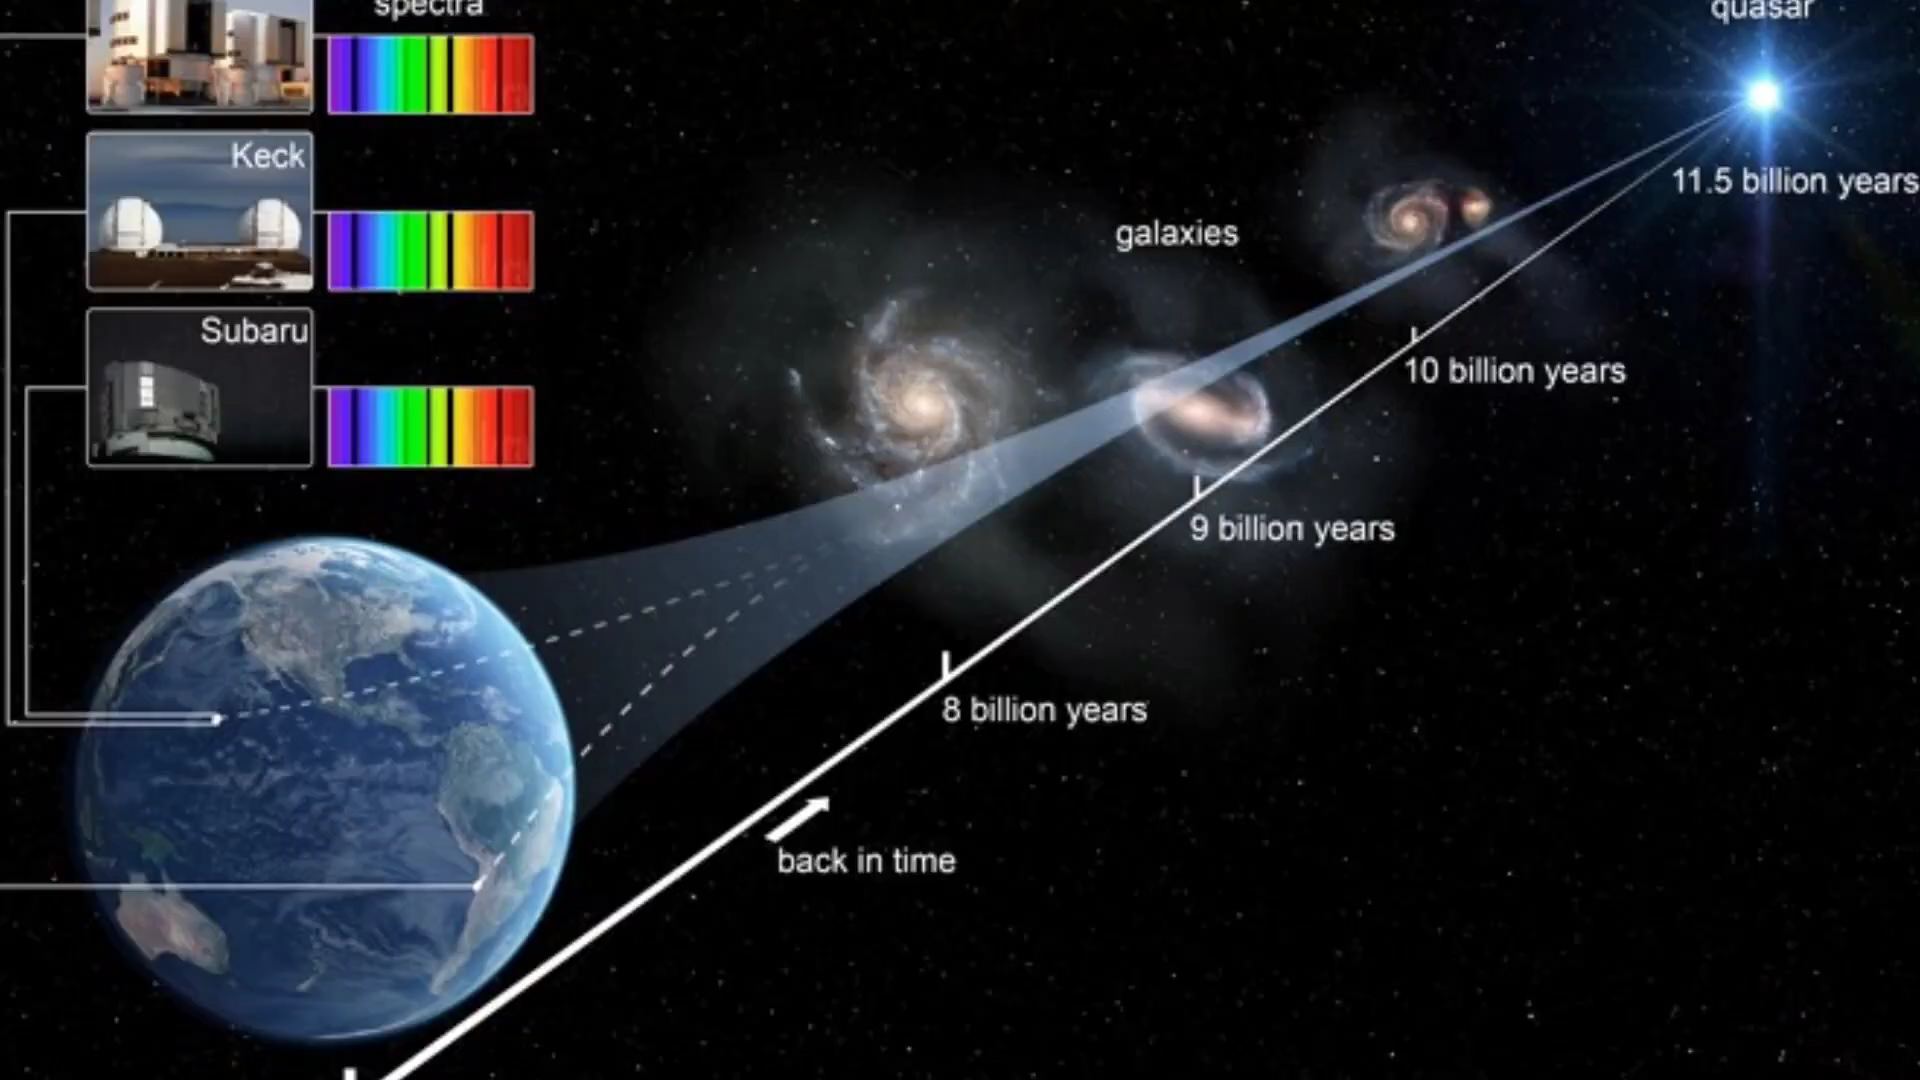 spectra
quasar
Keck
11.5 billion years
galaxies
Subaru
10 billion years
9 billion years
8 billion years
back in time